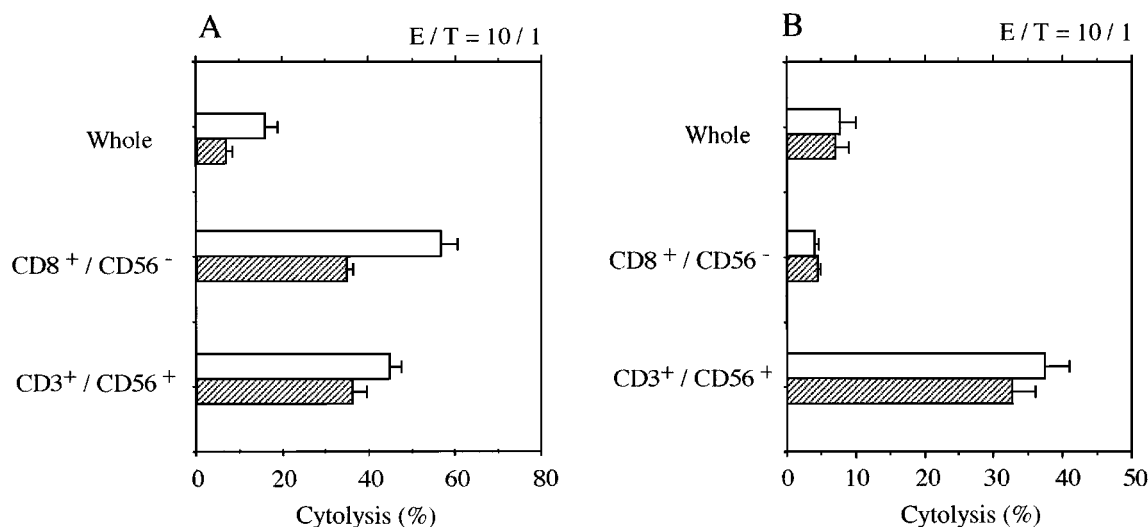 A
E / T = 10 / 1
Whole
CD8 + / CD56 -
CD3+ / CD56 +
0 20 40 60 80
Cytolysis (%)
B
E / T = 10 / 1
Whole
CD8 + / CD56 -
CD3+ / CD56 +
0 10 20 30 40 50
Cytolysis (%)